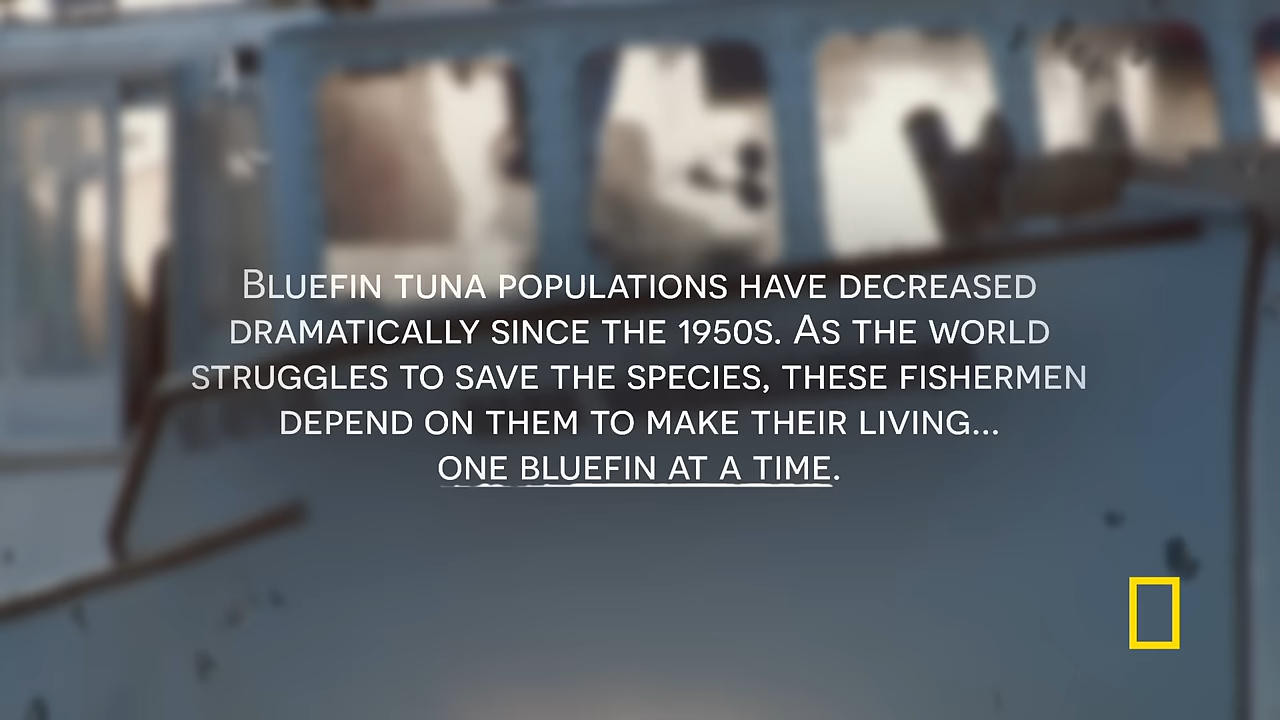 Bluefin tuna populations have decreased
dramatically since the 1950s. As the world
struggles to save the species, these fishermen
depend on them to make their living...
one bluefin at a time.